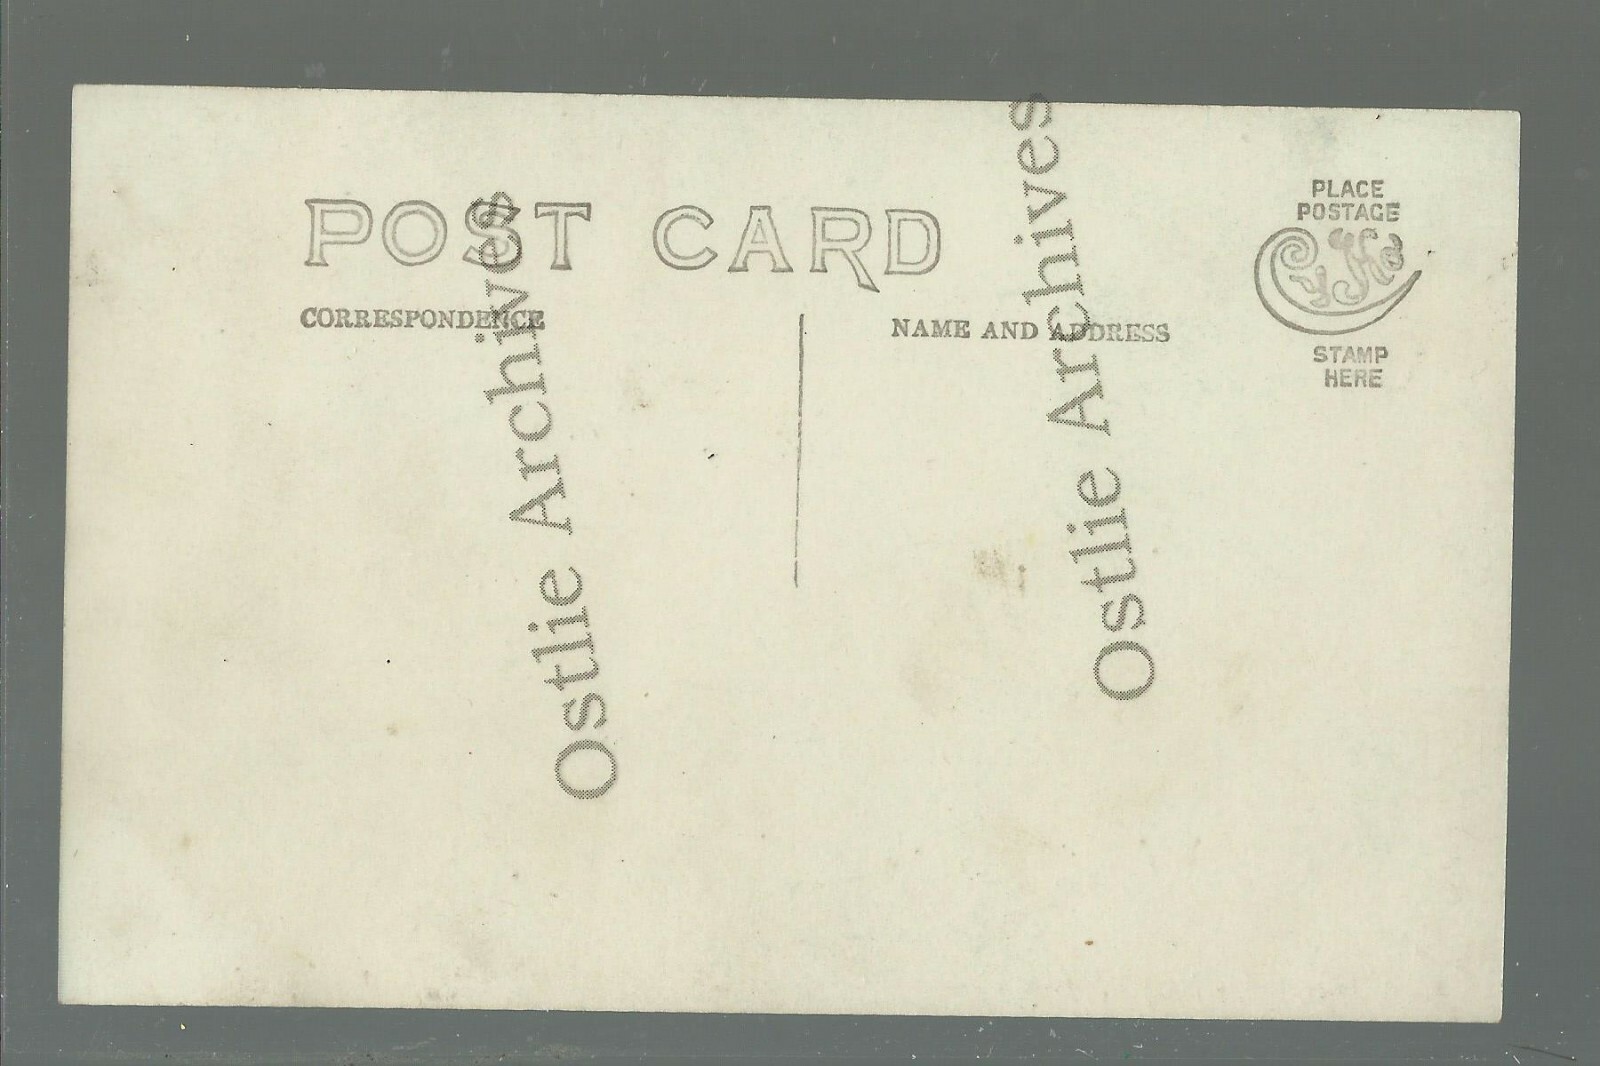 POST CARD
CORRESPONDENCE
NAME AND ADDRESS
PLACE
POSTAGE
STAMP
HERE
Ostlie Archives
Ostlie Archives